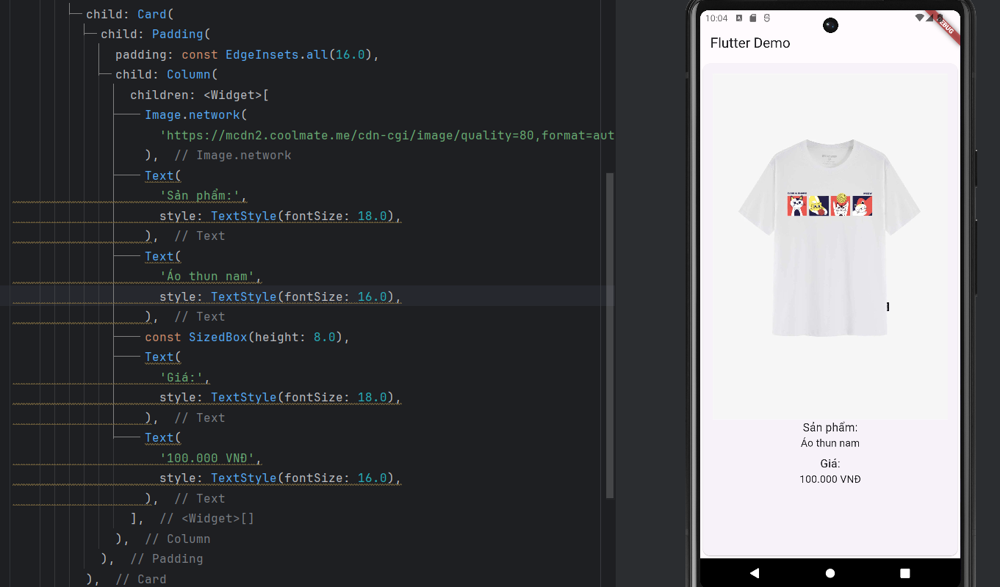 child: Card(
child: Padding(
padding: const EdgeInsets.all(16.0),
child: Column(
children: <Widget>[
Image.network(
'https://mcdn2.coolmate.me/cdn-cgi/image/quality=80,format=aut
), // Image.network
Text(
'Sản phẩm:',
style: TextStyle(fontSize: 18.0),
), // Text
Text(
'Áo thun nam',
style: TextStyle(fontSize: 16.0),
), // Text
const SizedBox(height: 8.0),
Text(
'Giá:',
style: TextStyle(fontSize: 18.0),
), // Text
Text(
'100.000 VNĐ',
style: TextStyle(fontSize: 16.0),
), // Text
], // <Widget>[]
), // Column
), // Padding
), // Card
10:04
DEBUG
Flutter Demo
MEOW
Sản phẩm:
Áo thun nam
Giá:
100.000 VNĐ